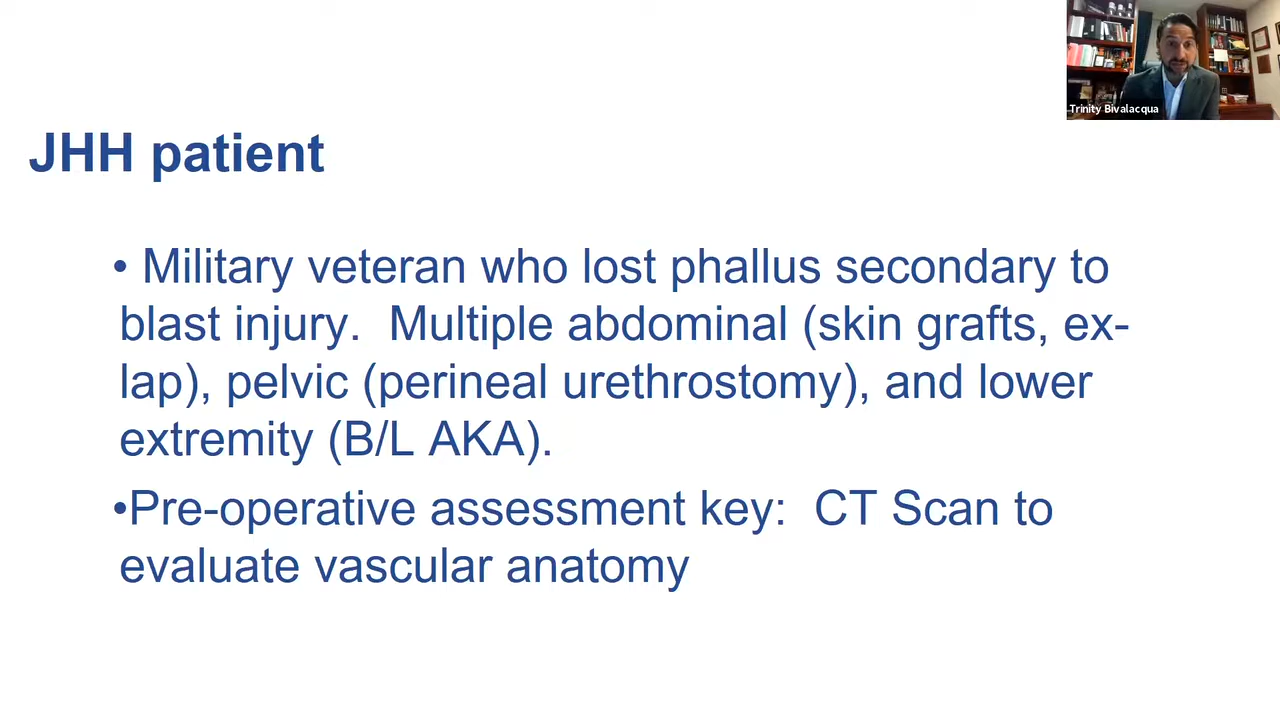 Trinity Bivalacqua
JHH patient
• Military veteran who lost phallus secondary to
blast injury.  Multiple abdominal (skin grafts, ex-
lap), pelvic (perineal urethrostomy), and lower
extremity (B/L AKA).
•Pre-operative assessment key:  CT Scan to
evaluate vascular anatomy